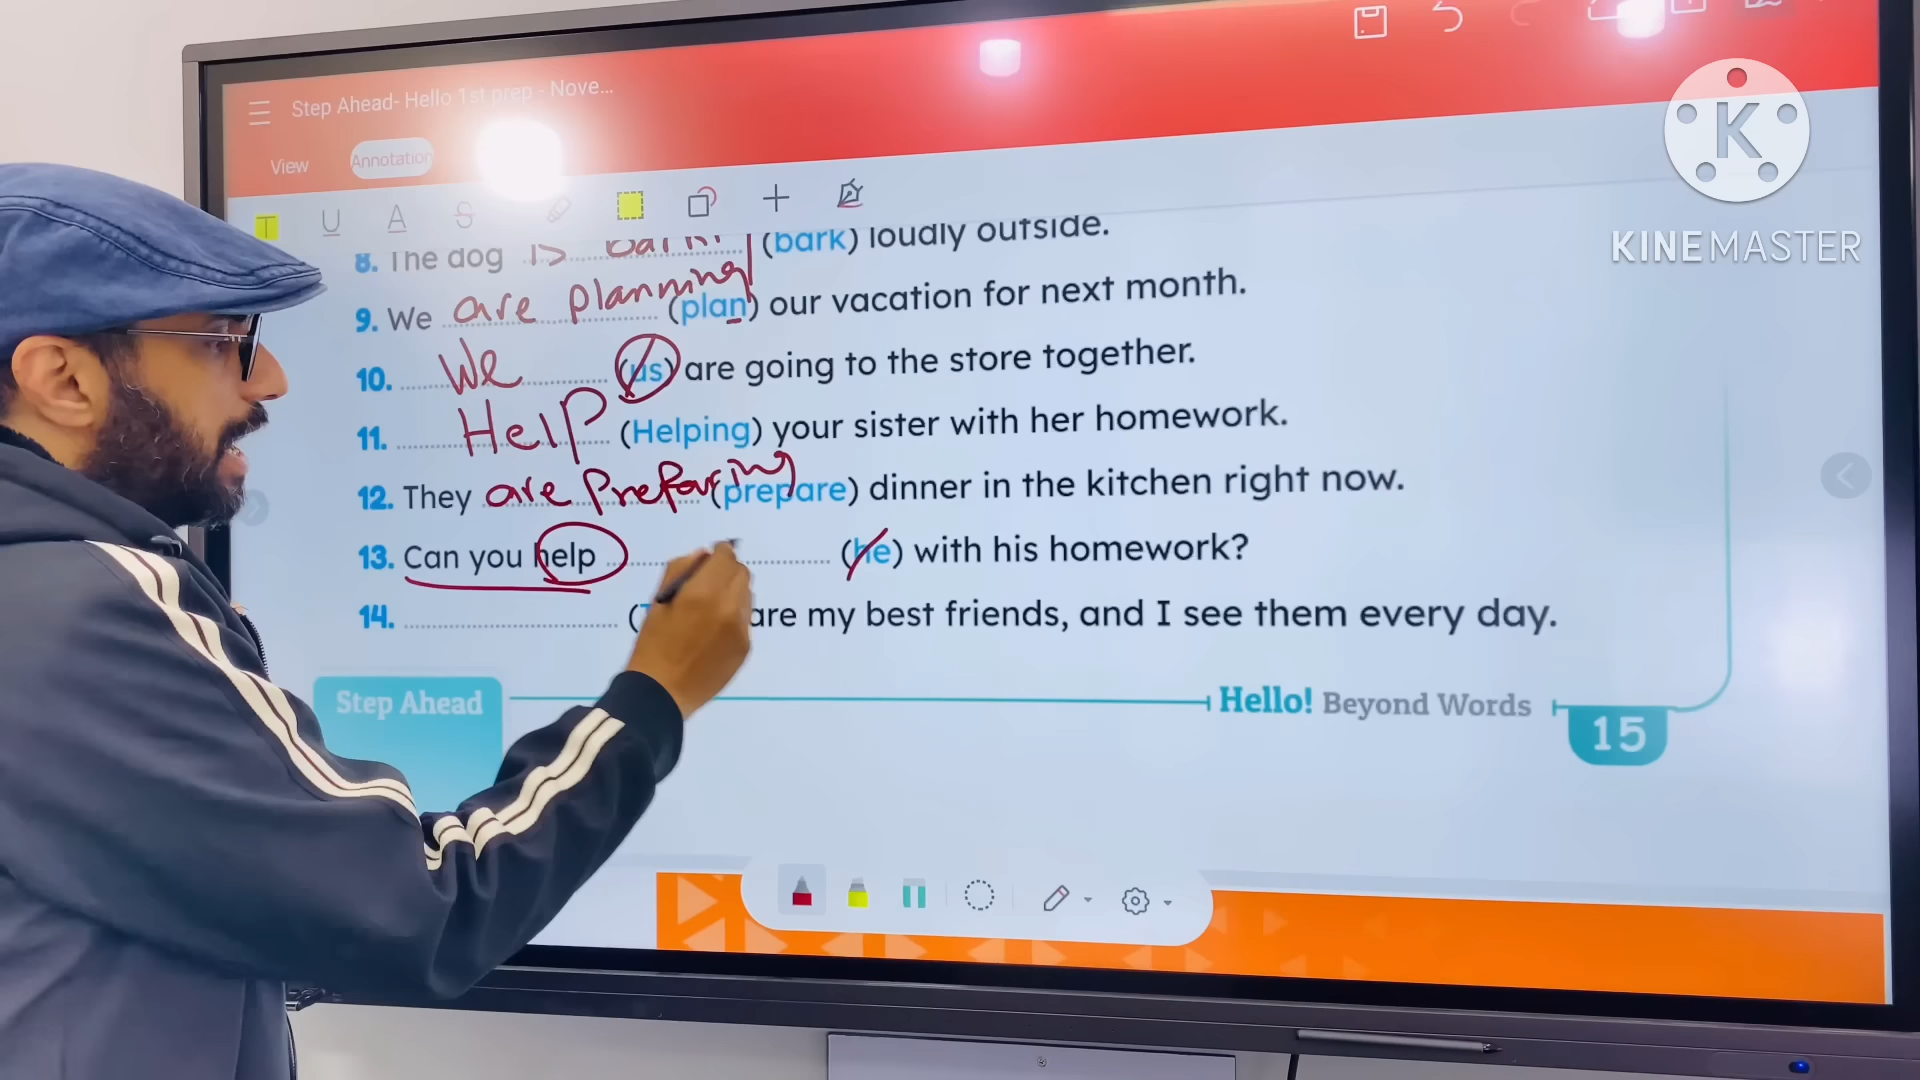 Step Ahead- Hello 1st prep - Nove...
View Annotation
T U A S
K
KINEMASTER
8. The dog is (bark) loudly outside.
9. We are planning (plan) our vacation for next month.
10. We (us) are going to the store together.
11. Help (Helping) your sister with her homework.
12. They are preparing (prepare) dinner in the kitchen right now.
13. Can you help (he) with his homework?
14. are my best friends, and I see them every day.
Step Ahead Hello! Beyond Words 15